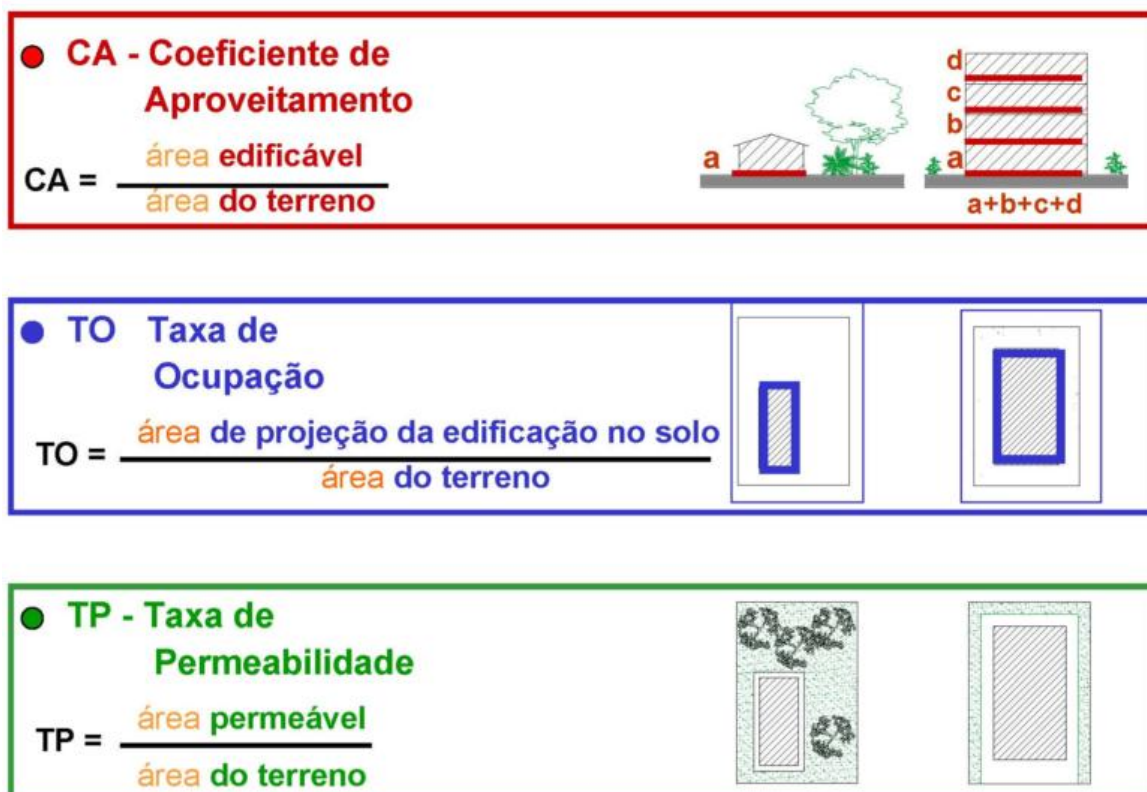 CA - Coeficiente de
Aproveitamento
CA =
área edificável
área do terreno
a
d
c
b
a
a+b+c+d
TO Taxa de
Ocupação
TO =
área de projeção da edificação no solo
área do terreno
TP - Taxa de
Permeabilidade
TP =
área permeável
área do terreno